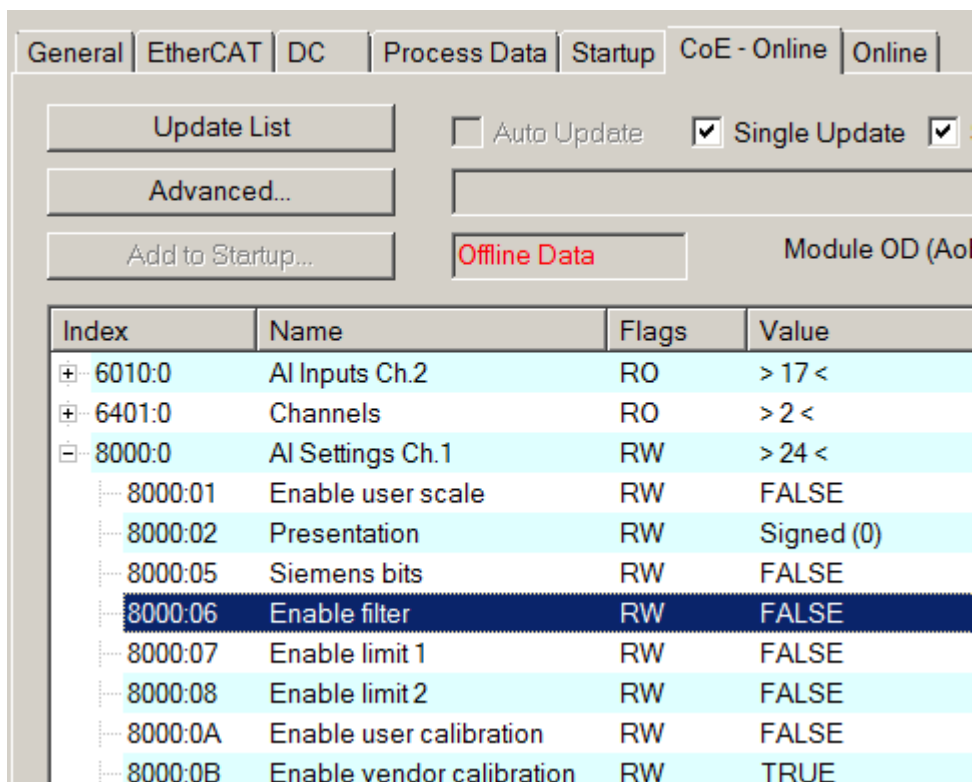 General EtherCAT DC Process Data Startup CoE - Online Online
Update List Auto Update Single Update
Advanced...
Add to Startup... Offline Data Module OD (AoE
Index Name Flags Value
6010:0 AI Inputs Ch.2 RO > 17 <
6401:0 Channels RO > 2 <
8000:0 AI Settings Ch.1 RW > 24 <
8000:01 Enable user scale RW FALSE
8000:02 Presentation RW Signed (0)
8000:05 Siemens bits RW FALSE
8000:06 Enable filter RW FALSE
8000:07 Enable limit 1 RW FALSE
8000:08 Enable limit 2 RW FALSE
8000:0A Enable user calibration RW FALSE
8000:0B Enable vendor calibration RW TRUE